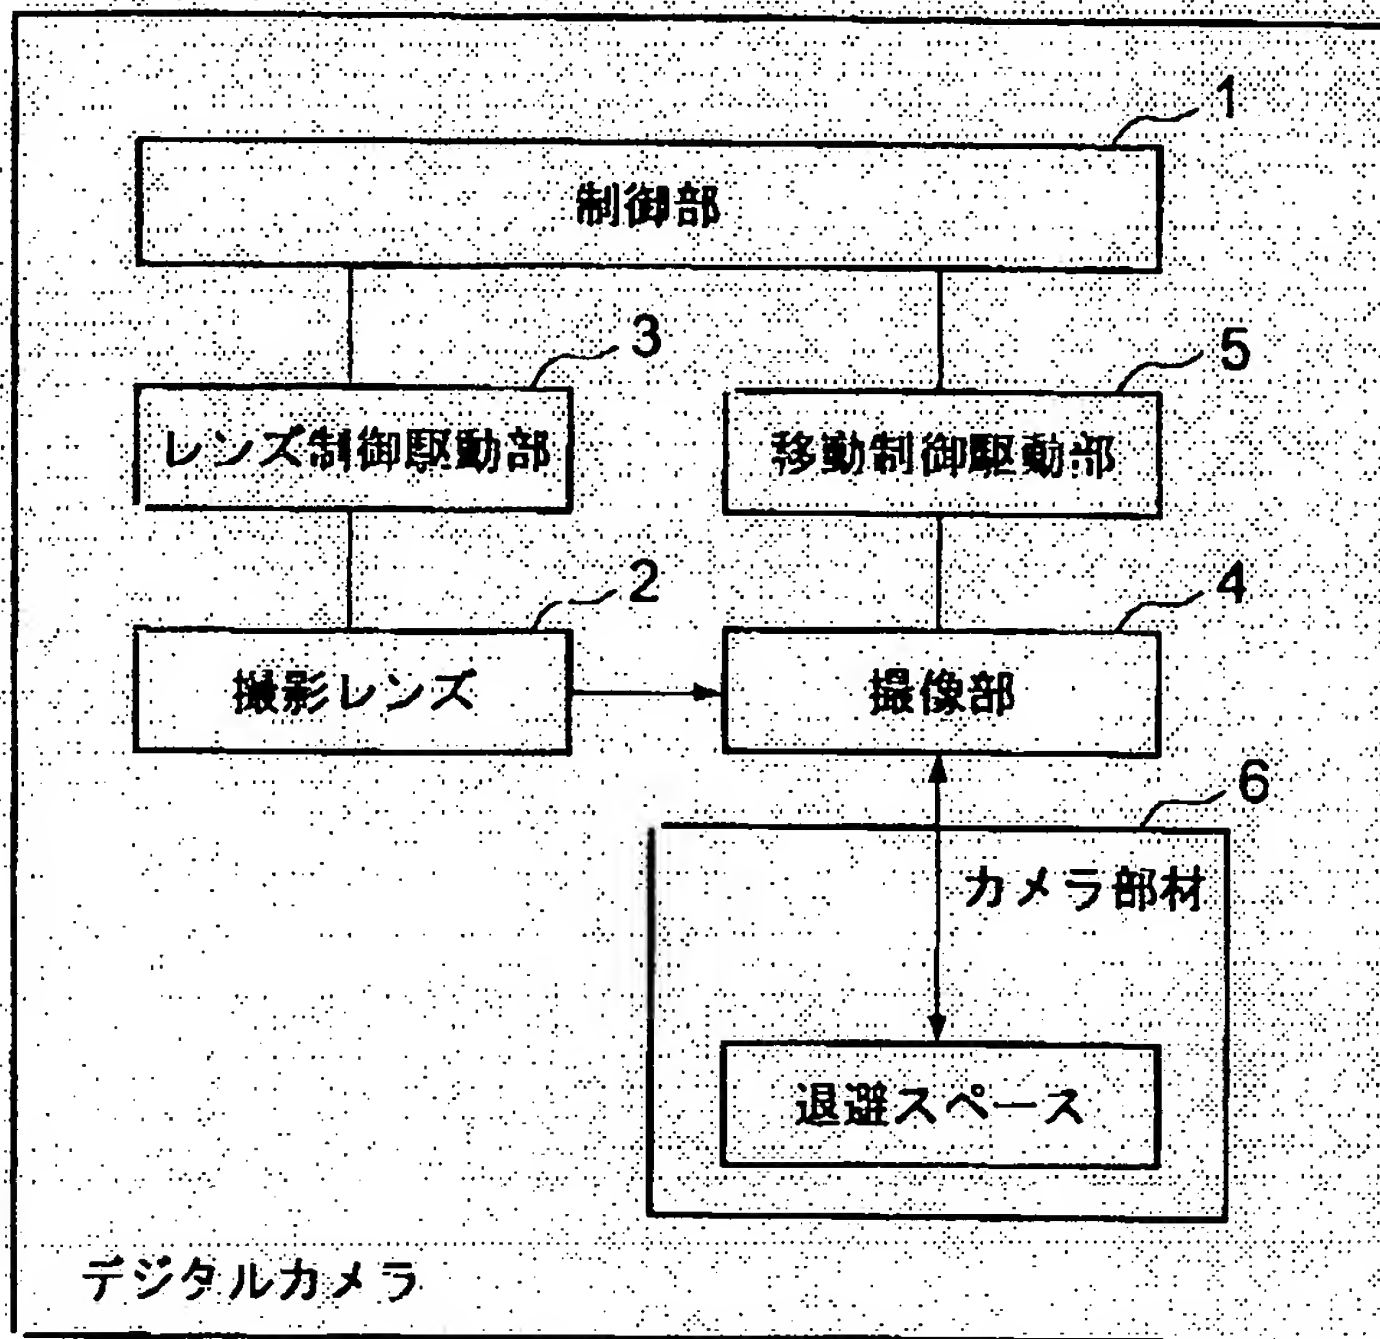 1
制御部
3
5
レンズ制御駆動部
移動制御駆動部
2
4
撮影レンズ
撮像部
6
カメラ部材
退避スペース
デジタルカメラ